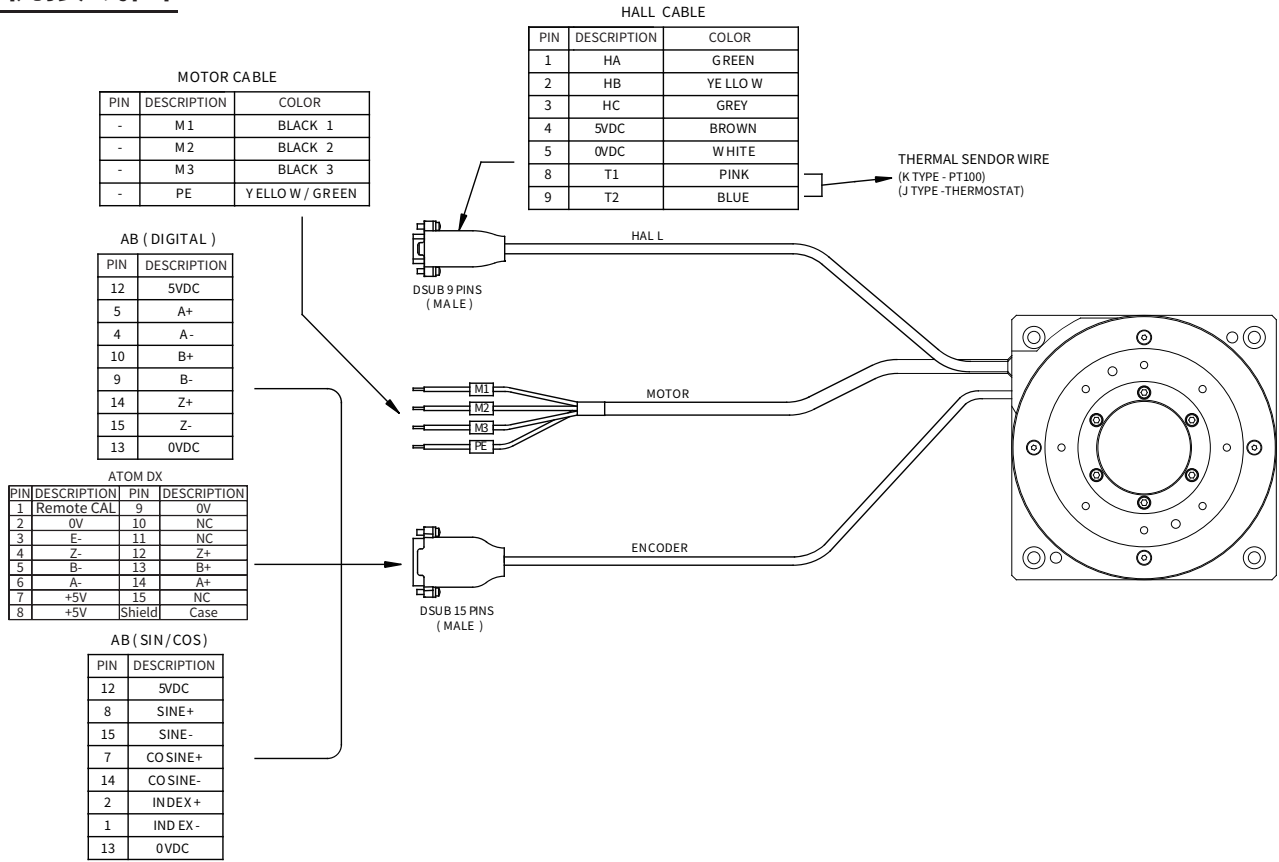 HALL CABLE
PIN DESCRIPTION COLOR
1 HA GREEN
2 HB YELLOW
3 HC GREY
4 5VDC BROWN
5 0VDC WHITE
8 T1 PINK
9 T2 BLUE
MOTOR CABLE
PIN DESCRIPTION COLOR
- M1 BLACK 1
- M2 BLACK 2
- M3 BLACK 3
- PE YELLOW/GREEN
THERMAL SENDOR WIRE
(K TYPE - PT100)
(J TYPE -THERMOSTAT)
AB (DIGITAL)
PIN DESCRIPTION
12 5VDC
5 A+
4 A-
10 B+
9 B-
14 Z+
15 Z-
13 0VDC
HALL
DSUB 9 PINS
(MALE)
M1
M2
M3
PE
MOTOR
ATOM DX
PIN DESCRIPTION PIN DESCRIPTION
1 Remote CAL 9 0V
2 0V 10 NC
3 E- 11 NC
4 Z- 12 Z+
5 B- 13 B+
6 A- 14 A+
7 +5V 15 NC
8 +5V Shield Case
ENCODER
DSUB 15 PINS
(MALE)
AB (SIN/COS)
PIN DESCRIPTION
12 5VDC
8 SINE+
15 SINE-
7 COSINE+
14 COSINE-
2 INDEX+
1 INDEX-
13 0VDC